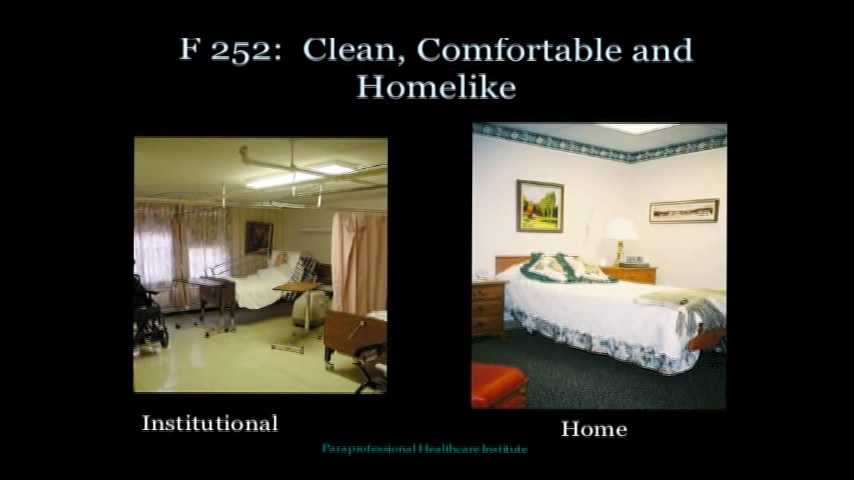 F 252:  Clean, Comfortable and
Homelike
Institutional
Home
Paraprofessional Healthcare Institute